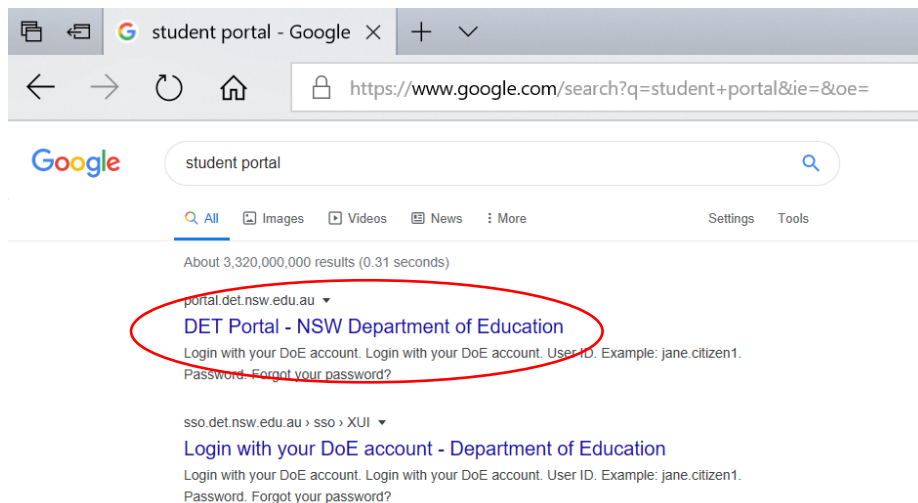 student portal - Google
https://www.google.com/search?q=student+portal&ie=&oe=
Google
student portal
All Images Videos News More Settings Tools
About 3,320,000,000 results (0.31 seconds)
portal.det.nsw.edu.au
DET Portal - NSW Department of Education
Login with your DoE account. Login with your DoE account. User ID. Example: jane.citizen1.
Password. Forgot your password?
sso.det.nsw.edu.au › sso › XUI
Login with your DoE account - Department of Education
Login with your DoE account. Login with your DoE account. User ID. Example: jane.citizen1.
Password. Forgot your password?